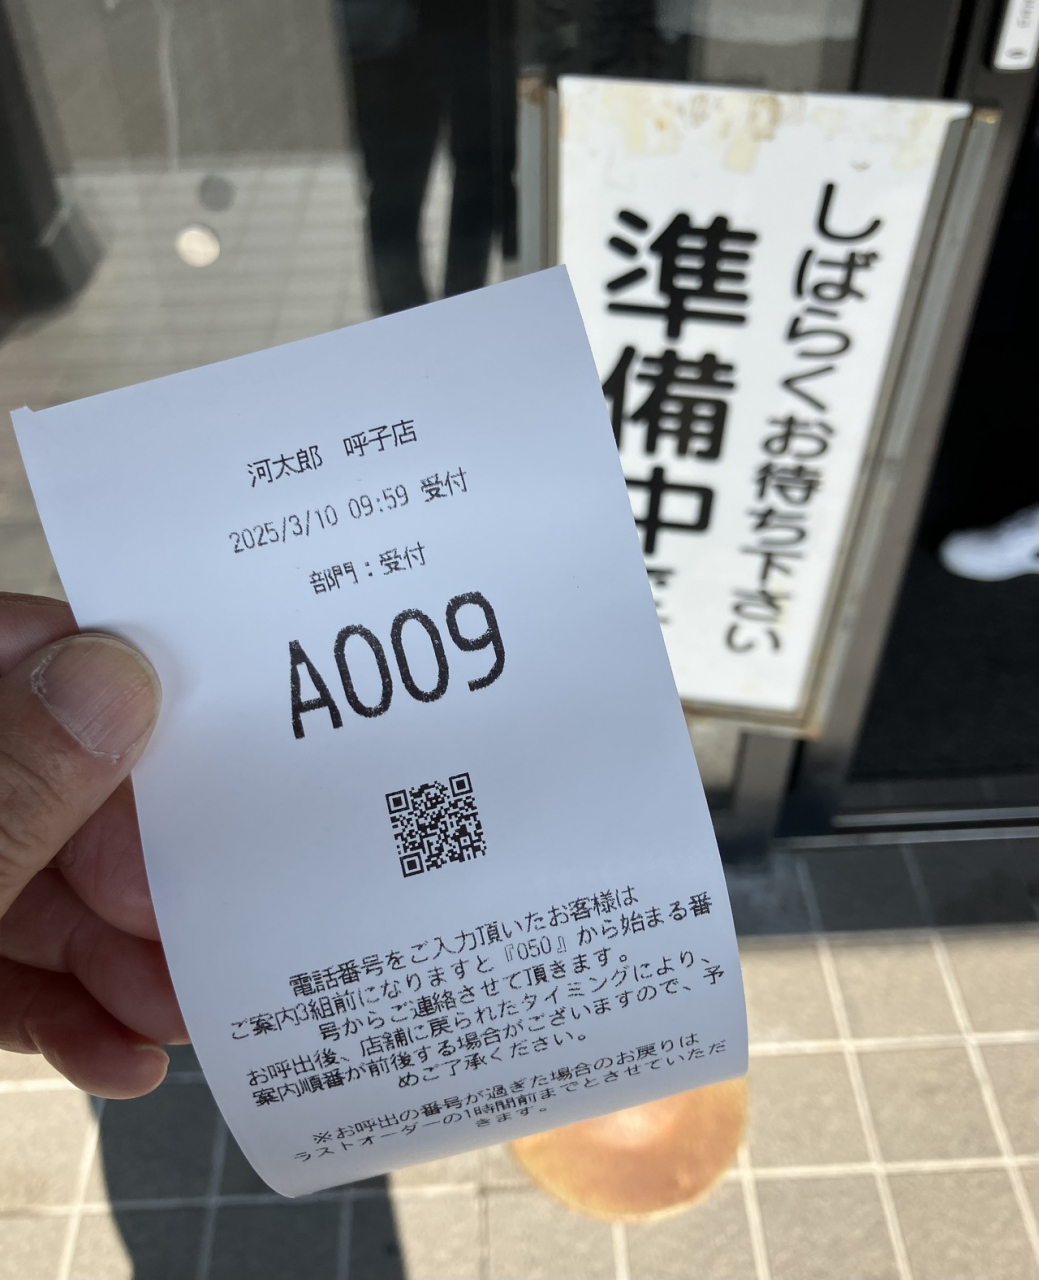 しばらくお待ち下さい
準備中
河太郎　呼子店
2025/3/10 09:59 受付
部門：受付
A009
電話番号をご入力頂いたお客様は
ご案内3組前になりますと『050』から始まる番
号からご連絡させて頂きます。
お呼出後、店舗に戻られたタイミングにより、
案内順番が前後する場合がございますので、予
めご了承ください。
※お呼出の番号が過ぎた場合のお戻りは
ラストオーダーの1時間前までとさせていただ
きます。